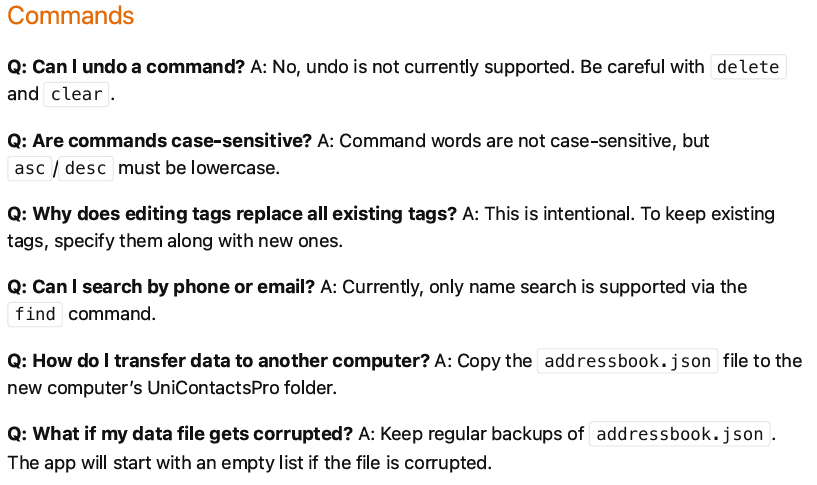 Commands
Q: Can I undo a command? A: No, undo is not currently supported. Be careful with delete
and clear.
Q: Are commands case-sensitive? A: Command words are not case-sensitive, but
asc/desc must be lowercase.
Q: Why does editing tags replace all existing tags? A: This is intentional. To keep existing
tags, specify them along with new ones.
Q: Can I search by phone or email? A: Currently, only name search is supported via the
find command.
Q: How do I transfer data to another computer? A: Copy the addressbook.json file to the
new computer’s UniContactsPro folder.
Q: What if my data file gets corrupted? A: Keep regular backups of addressbook.json.
The app will start with an empty list if the file is corrupted.